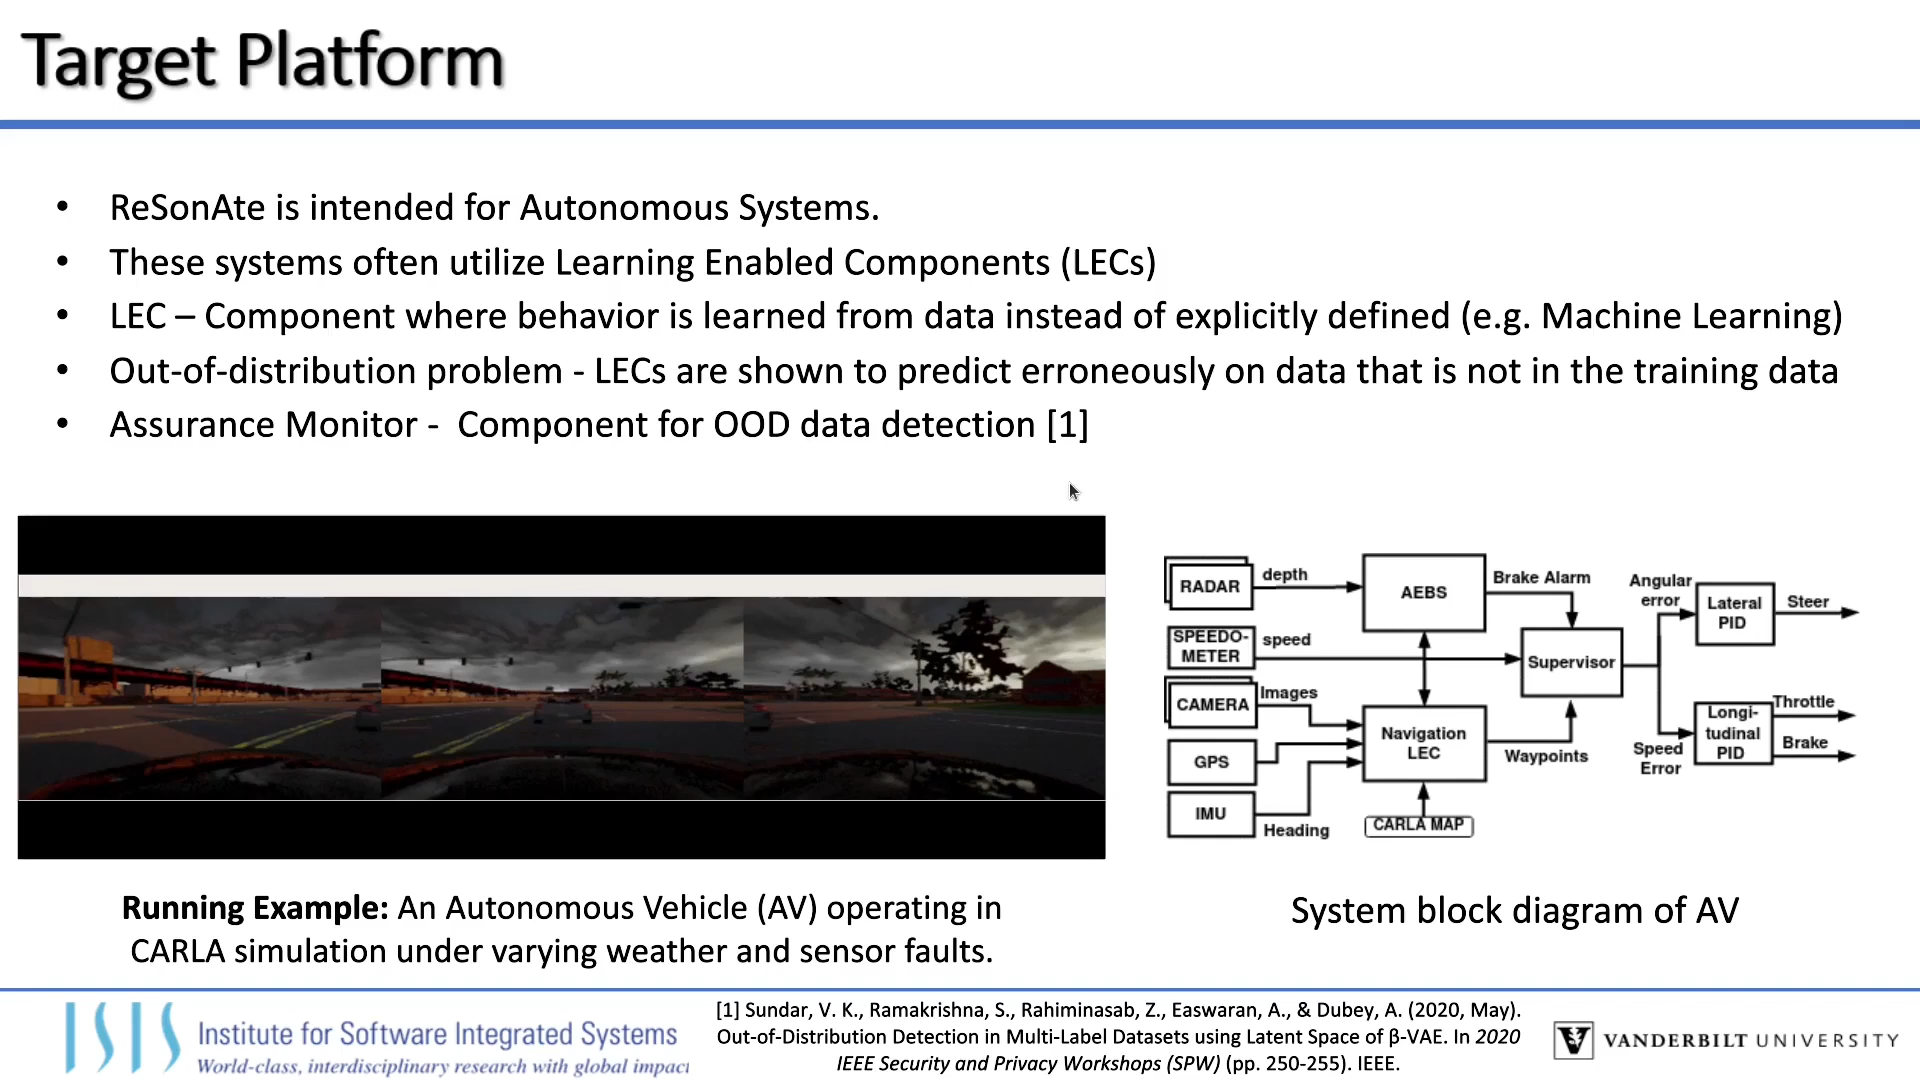 Target Platform
• ReSonAte is intended for Autonomous Systems.
• These systems often utilize Learning Enabled Components (LECs)
• LEC – Component where behavior is learned from data instead of explicitly defined (e.g. Machine Learning)
• Out-of-distribution problem - LECs are shown to predict erroneously on data that is not in the training data
• Assurance Monitor - Component for OOD data detection [1]
RADAR
depth
AEBS
Brake Alarm
Angular
error
Lateral
PID
Steer
SPEEDO-
METER
speed
Supervisor
CAMERA
Images
Navigation
LEC
Waypoints
GPS
IMU
Heading
CARLA MAP
Speed
Error
Longi-
tudinal
PID
Throttle
Brake
Running Example: An Autonomous Vehicle (AV) operating in
CARLA simulation under varying weather and sensor faults.
System block diagram of AV
ISIS
Institute for Software Integrated Systems
World-class, interdisciplinary research with global impact
[1] Sundar, V. K., Ramakrishna, S., Rahiminasab, Z., Easwaran, A., & Dubey, A. (2020, May).
Out-of-Distribution Detection in Multi-Label Datasets using Latent Space of β-VAE. In 2020
IEEE Security and Privacy Workshops (SPW) (pp. 250-255). IEEE.
V
VANDERBILT UNIVERSITY